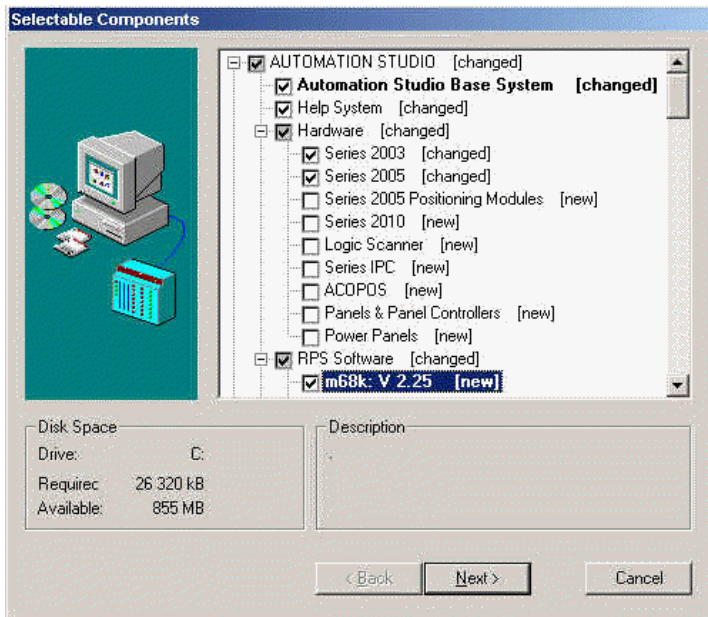 Selectable Components
AUTOMATION STUDIO [changed]
Automation Studio Base System [changed]
Help System [changed]
Hardware [changed]
Series 2003 [changed]
Series 2005 [changed]
Series 2005 Positioning Modules [new]
Series 2010 [new]
Logic Scanner [new]
Series IPC [new]
ACOPOS [new]
Panels & Panel Controllers [new]
Power Panels [new]
RPS Software [changed]
m68k: V 2.25 [new]
Disk Space
Drive: C:
Requirec 26 320 kB
Available: 855 MB
Description
.
< Back Next > Cancel